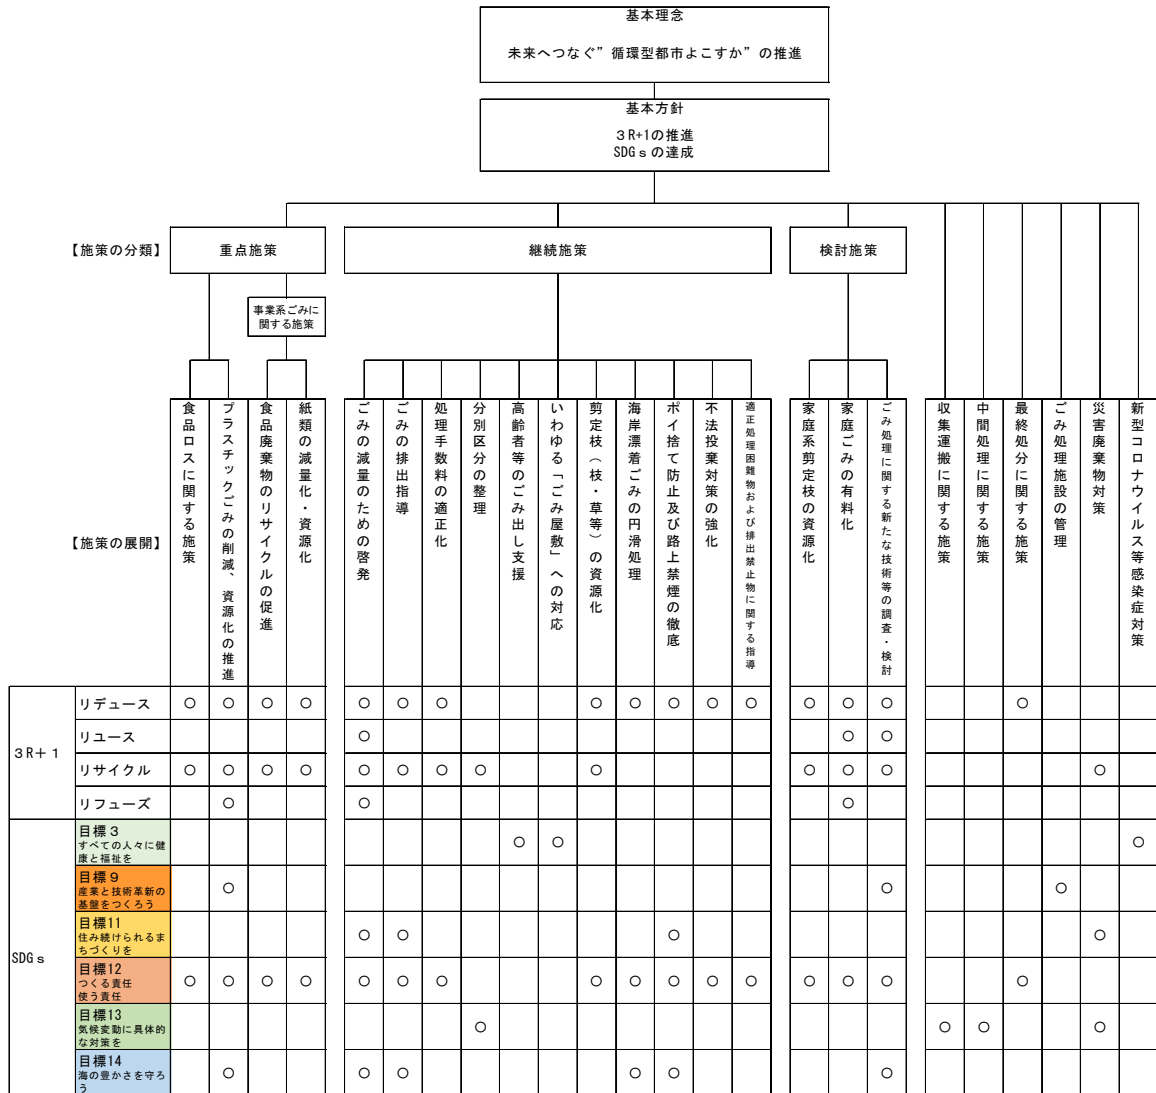 基本理念
未来へつなぐ”循環型都市よこすか”の推進
基本方針
３R+1の推進
SDGｓの達成
【施策の分類】
重点施策
継続施策
検討施策
事業系ごみに
関する施策
【施策の展開】
食品ロスに関する施策
プラスチックごみの削減、資源化の推進
食品廃棄物のリサイクルの促進
紙類の減量化・資源化
ごみの減量のための啓発
ごみの排出指導
処理手数料の適正化
分別区分の整理
高齢者等のごみ出し支援
いわゆる「ごみ屋敷」への対応
剪定枝（枝・草等）の資源化
海岸漂着ごみの円滑処理
ポイ捨て防止及び路上禁煙の徹底
不法投棄対策の強化
適正処理困難物および排出禁止物に関する指導
家庭系剪定枝の資源化
家庭ごみの有料化
ごみ処理に関する新たな技術等の調査・検討
収集運搬に関する施策
中間処理に関する施策
最終処分に関する施策
ごみ処理施設の管理
災害廃棄物対策
新型コロナウイルス等感染症対策
３R＋１
リデュース ○ ○ ○ ○ ○ ○ ○ ○ ○ ○ ○ ○ ○ ○ ○ ○
リユース ○ ○ ○
リサイクル ○ ○ ○ ○ ○ ○ ○ ○ ○ ○ ○ ○ ○
リフューズ ○ ○ ○
SDGｓ
目標３
すべての人々に健
康と福祉を
○ ○ ○
目標９
産業と技術革新の
基盤をつくろう
○ ○ ○
目標11
住み続けられるま
ちづくりを
○ ○ ○ ○
目標12
つくる責任
使う責任
○ ○ ○ ○ ○ ○ ○ ○ ○ ○ ○ ○ ○ ○ ○ ○
目標13
気候変動に具体的
な対策を
○ ○ ○ ○
目標14
海の豊かさを守ろ
う
○ ○ ○ ○ ○ ○